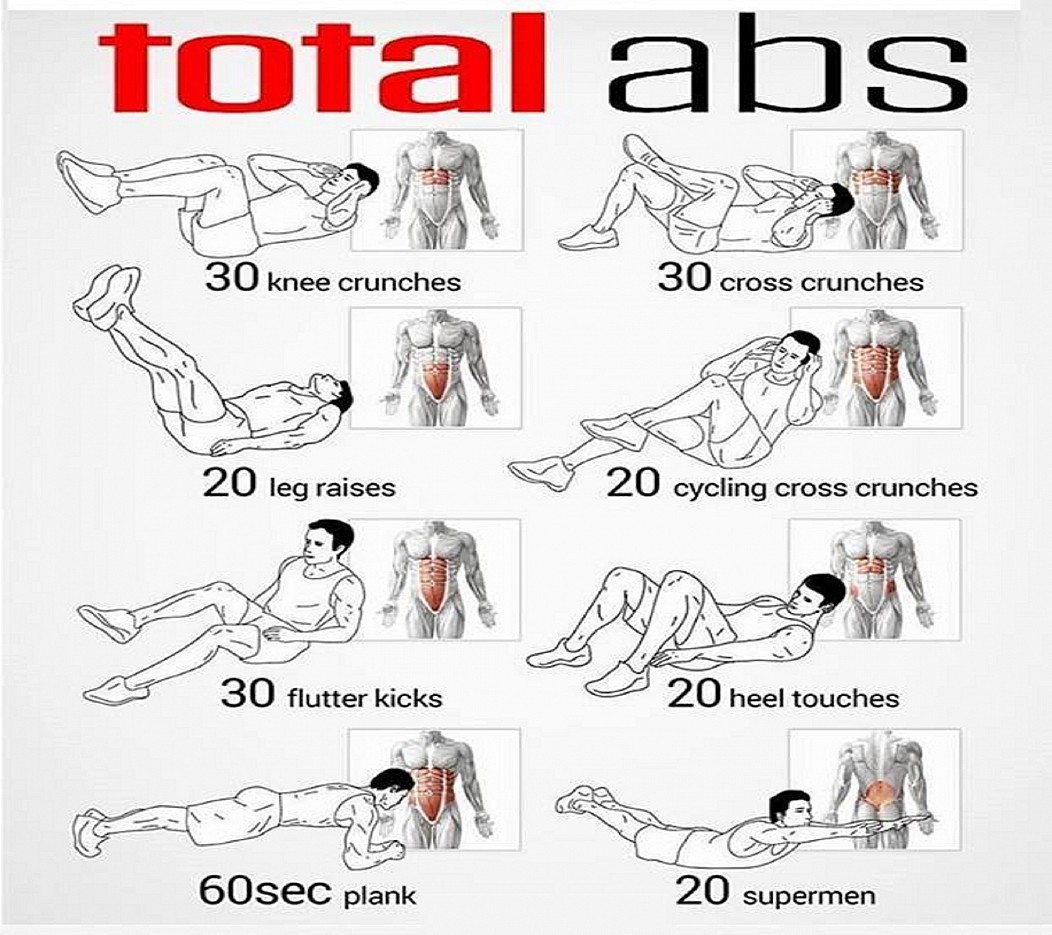 total abs
30 knee crunches
30 cross crunches
20 leg raises
20 cycling cross crunches
30 flutter kicks
20 heel touches
60sec plank
20 supermen